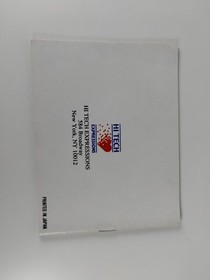 HI TECH
EXPRESSIONS
HI TECH EXPRESSIONS
584 Broadway
New York, NY 10012
PRINTED IN JAPAN